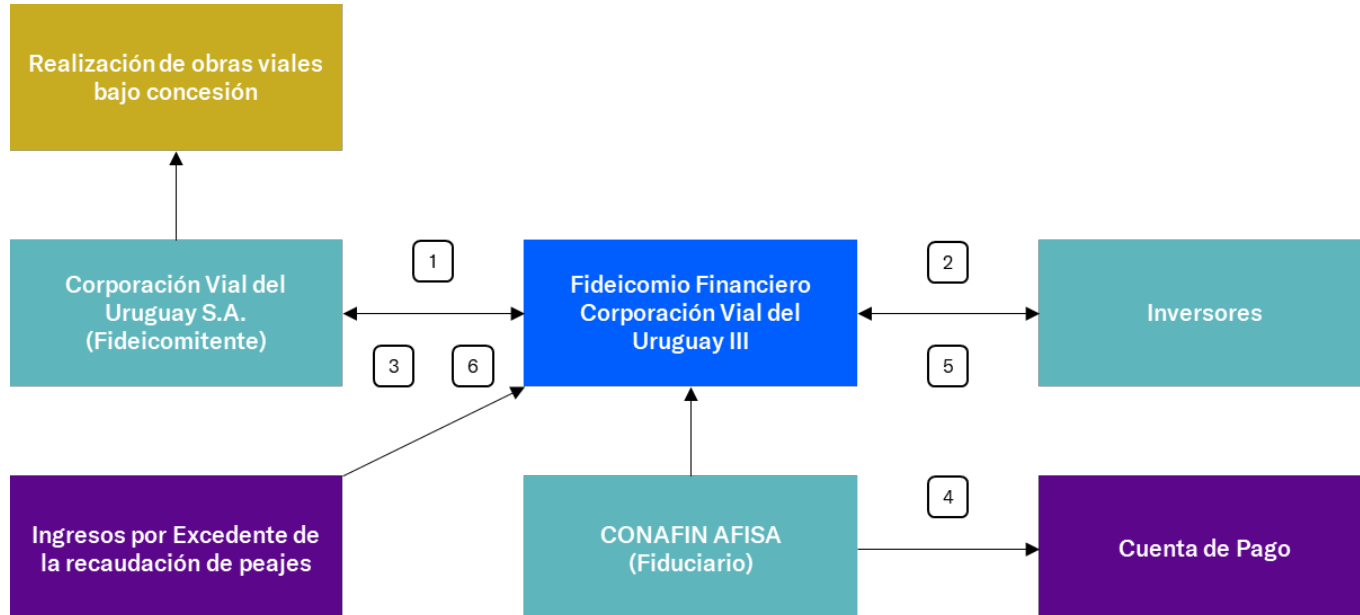 Realización de obras viales
bajo concesión
Corporación Vial del
Uruguay S.A.
(Fideicomitente)
1
3
6
Fideicomio Financiero
Corporación Vial del
Uruguay III
2
5
Inversores
Ingresos por Excedente de
la recaudación de peajes
CONAFIN AFISA
(Fiduciario)
4
Cuenta de Pago